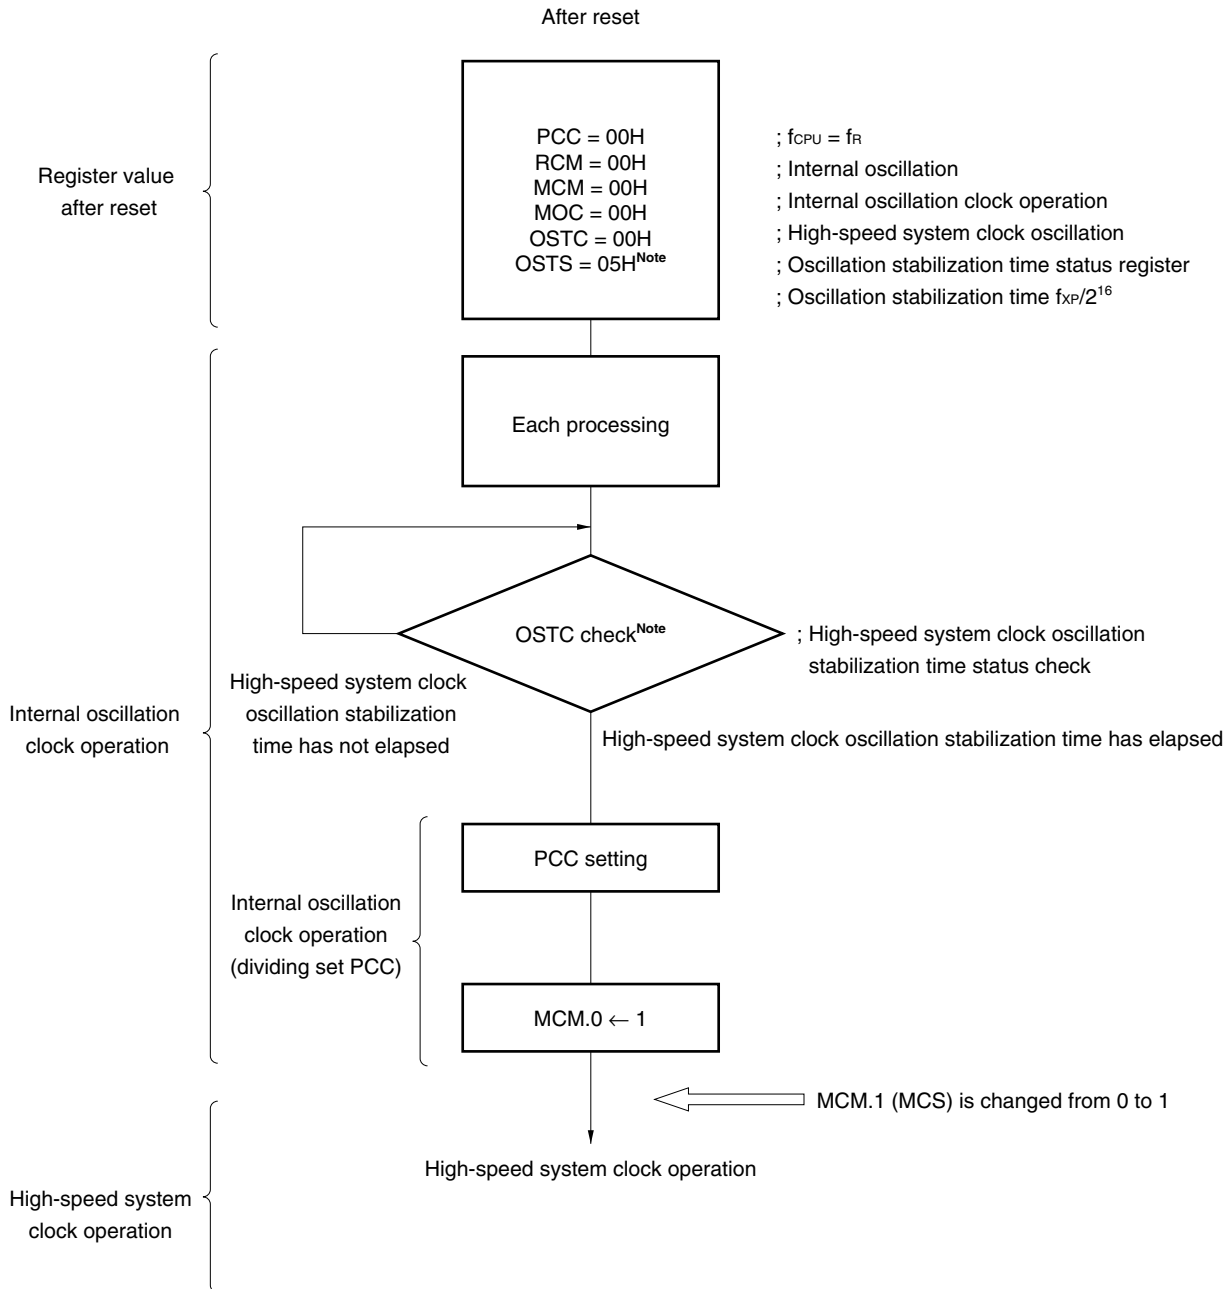 After reset
Register value
after reset
PCC = 00H
RCM = 00H
MCM = 00H
MOC = 00H
OSTC = 00H
OSTS = 05HNote
; fCPU = fR
; Internal oscillation
; Internal oscillation clock operation
; High-speed system clock oscillation
; Oscillation stabilization time status register
; Oscillation stabilization time fXP/2^16
Each processing
OSTC checkNote
; High-speed system clock oscillation
stabilization time status check
High-speed system clock
oscillation stabilization
time has not elapsed
Internal oscillation
clock operation
High-speed system clock oscillation stabilization time has elapsed
PCC setting
Internal oscillation
clock operation
(dividing set PCC)
MCM.0 ← 1
MCM.1 (MCS) is changed from 0 to 1
High-speed system clock operation
High-speed system
clock operation